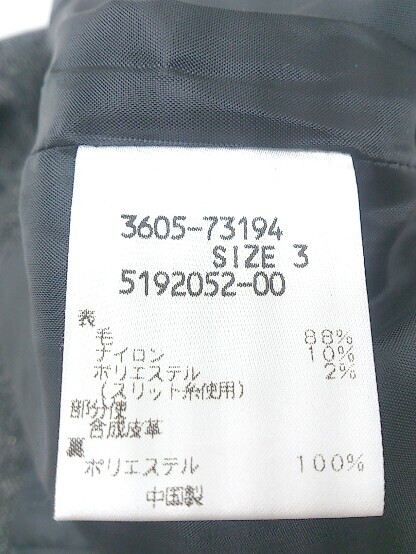 3605-73194
SIZE 3
5192052-00
表
毛 88%
ナイロン 10%
ポリエステル 2%
(スリット糸使用)
部分使
合成皮革
裏
ポリエステル 100%
中国製